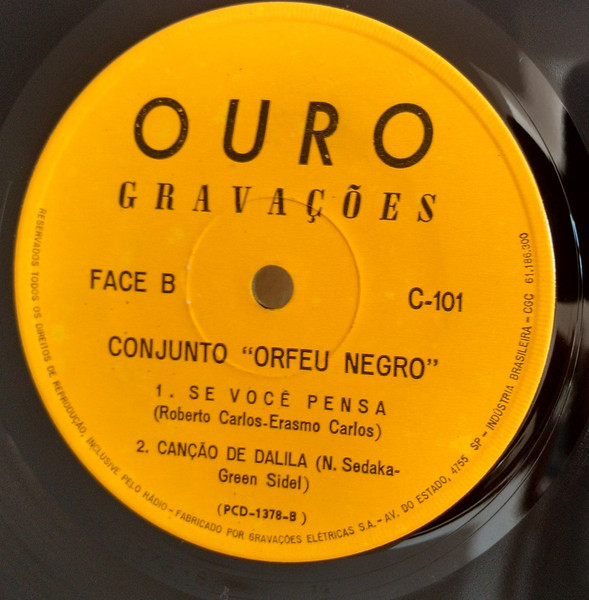 OURO
GRAVAÇÕES
FACE B
C-101
CONJUNTO "ORFEU NEGRO"
1. SE VOCÊ PENSA
(Roberto Carlos-Erasmo Carlos)
2. CANÇÃO DE DALILA (N. Sedaka-
Green Sidel)
(PCD-1378-B)
RESERVADOS TODOS OS DIREITOS DE REPRODUÇÃO, INCLUSIVE PELO RÁDIO - FABRICADO POR GRAVAÇÕES ELÉTRICAS S.A. - AV. DO ESTADO, 4755 SP - INDÚSTRIA BRASILEIRA - CGC 61.186.300